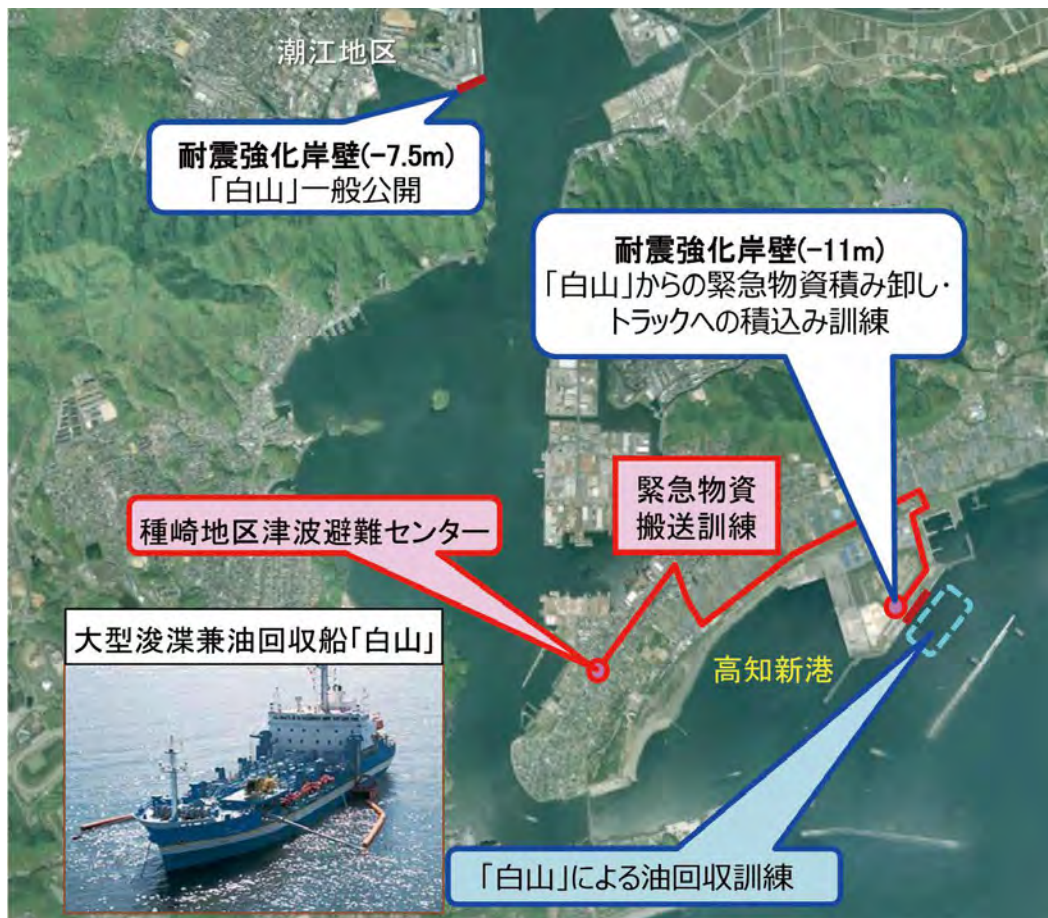 潮江地区
耐震強化岸壁(-7.5m)
「白山」一般公開
耐震強化岸壁(-11m)
「白山」からの緊急物資積み卸し・
トラックへの積込み訓練
緊急物資
搬送訓練
種崎地区津波避難センター
大型浚渫兼油回収船「白山」
高知新港
「白山」による油回収訓練